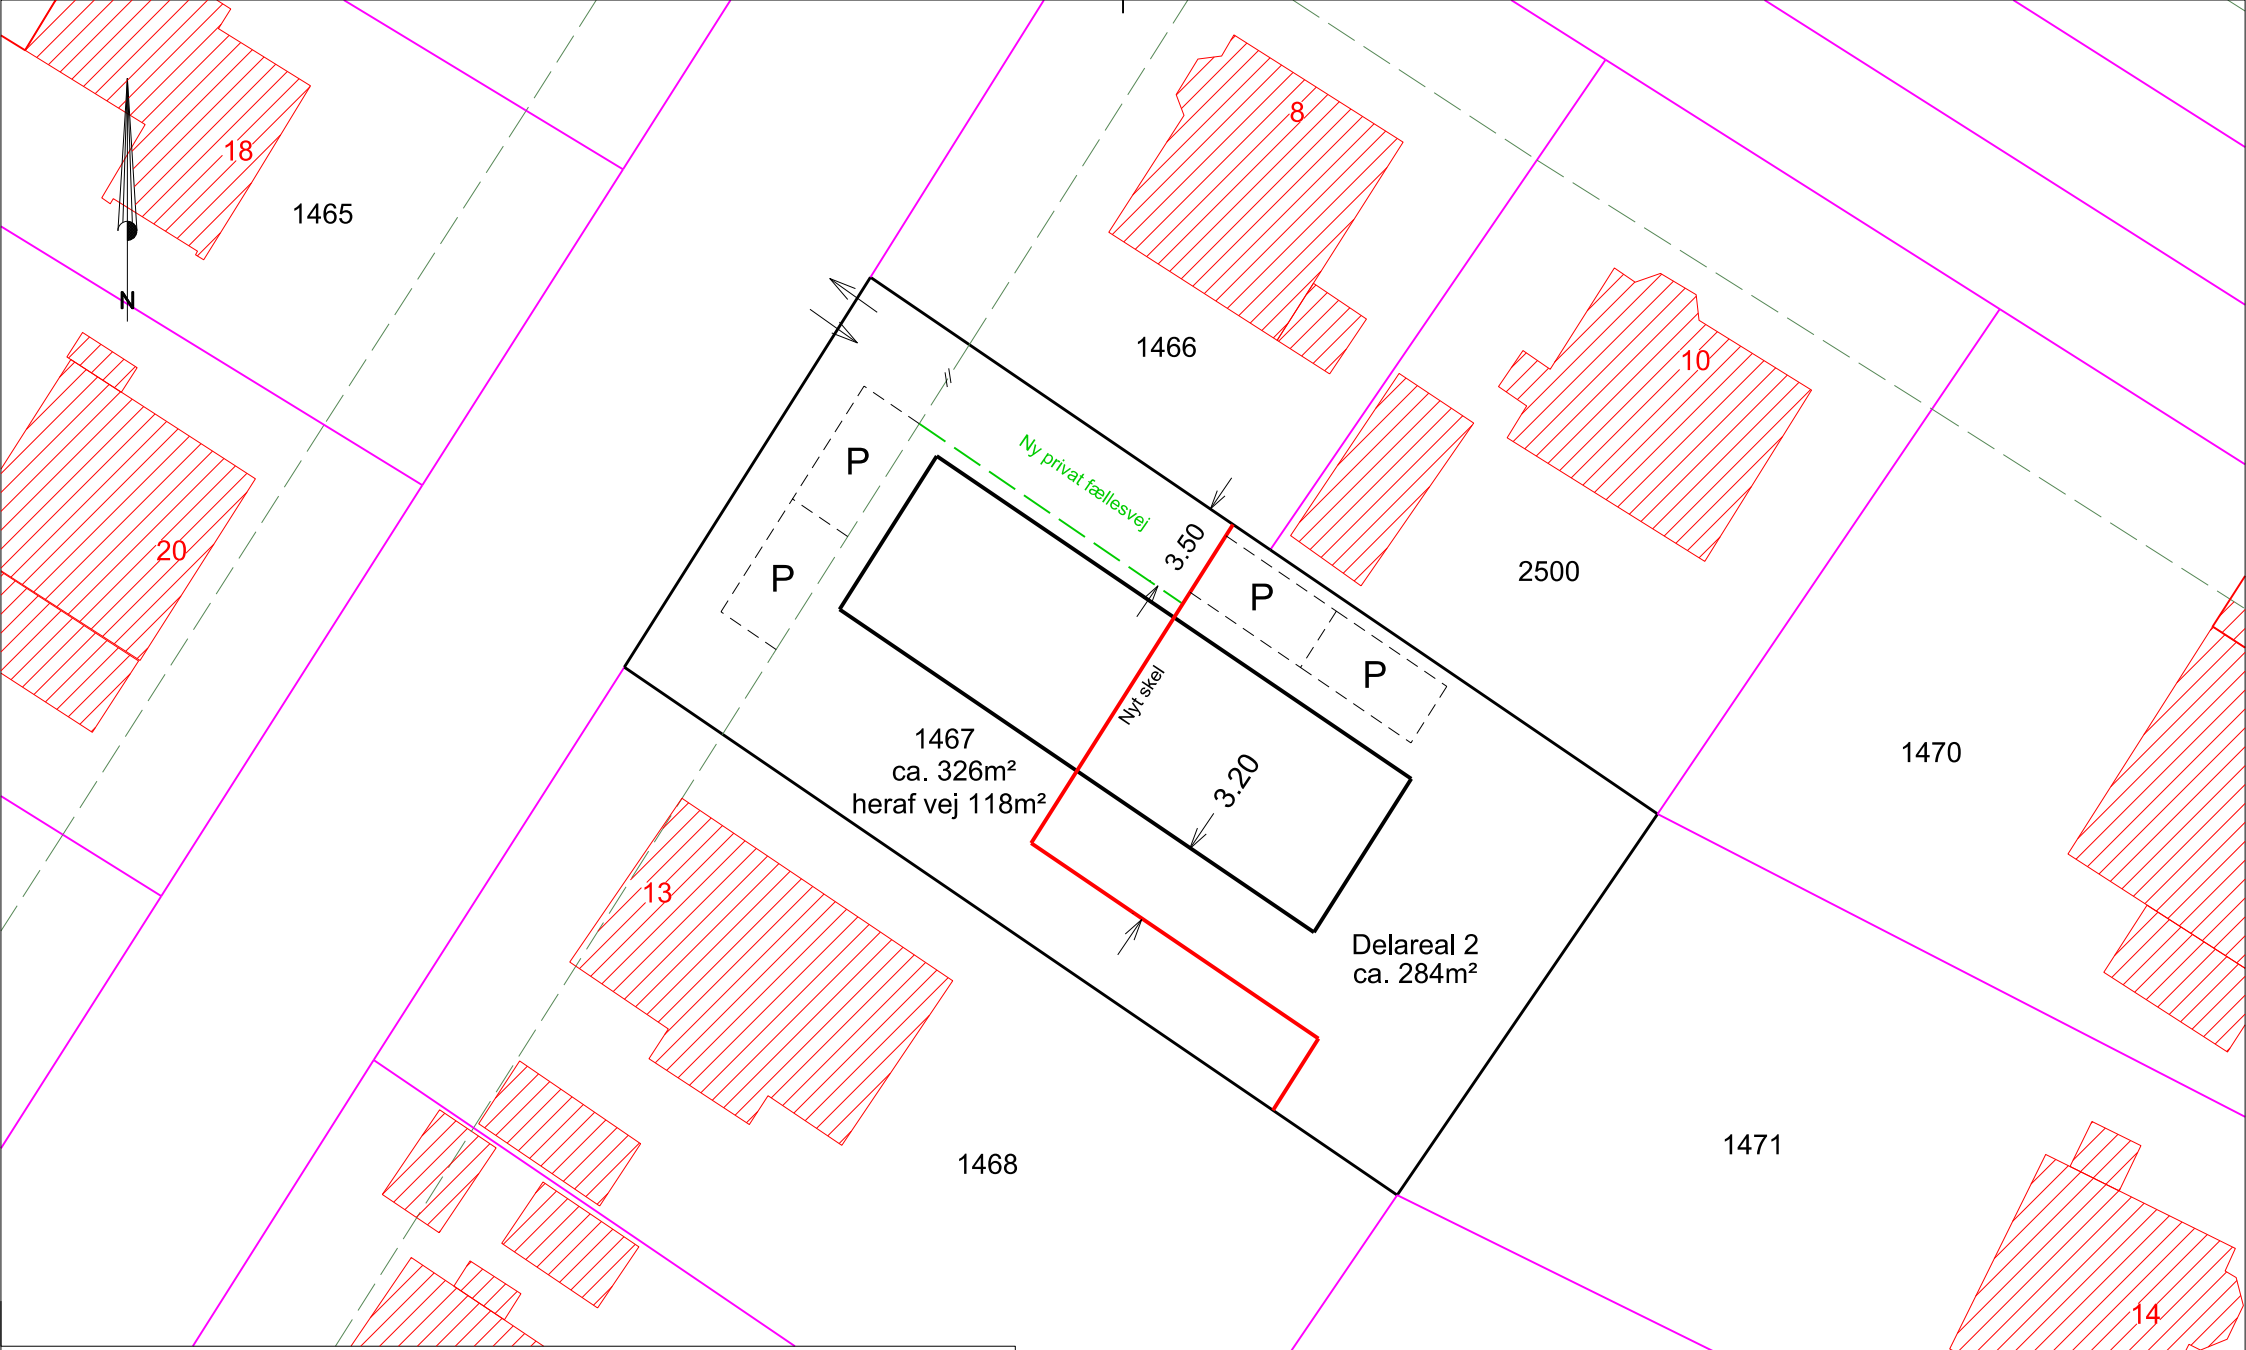 8
18
1465
N
1466
10
P
Ny privat fællesvej
20
3.50
2500
P
P
P
Nyt skel
1467
ca. 326m²
heraf vej 118m²
3.20
1470
13
Delareal 2
ca. 284m²
1468
1471
14